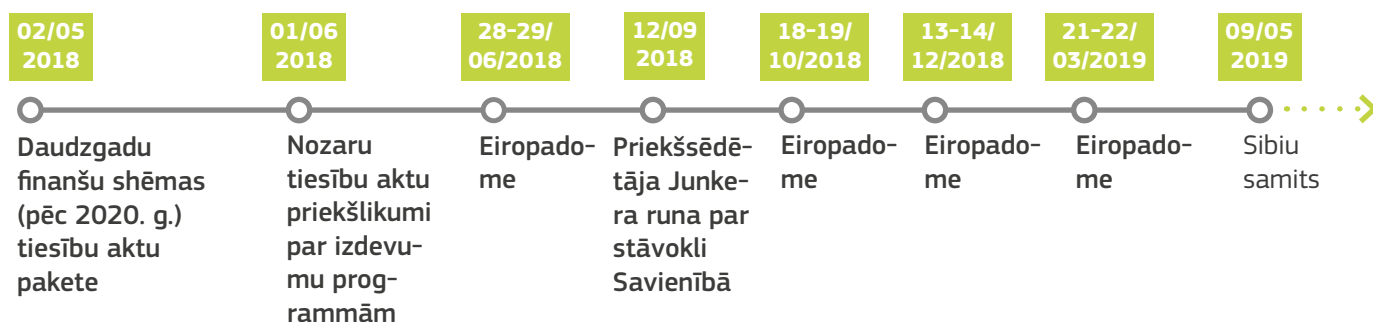 02/05
2018
01/06
2018
28-29/
06/2018
12/09
2018
18-19/
10/2018
13-14/
12/2018
21-22/
03/2019
09/05
2019
Daudzgadu
finanšu shēmas
(pēc 2020. g.)
tiesību aktu
pakete
Nozaru
tiesību aktu
priekšlikumi
par izdevu-
mu prog-
rammām
Eiropado-
me
Priekšsēdē-
tāja Junke-
ra runa par
stāvokli
Savienībā
Eiropado-
me
Eiropado-
me
Eiropado-
me
Sibiu
samits